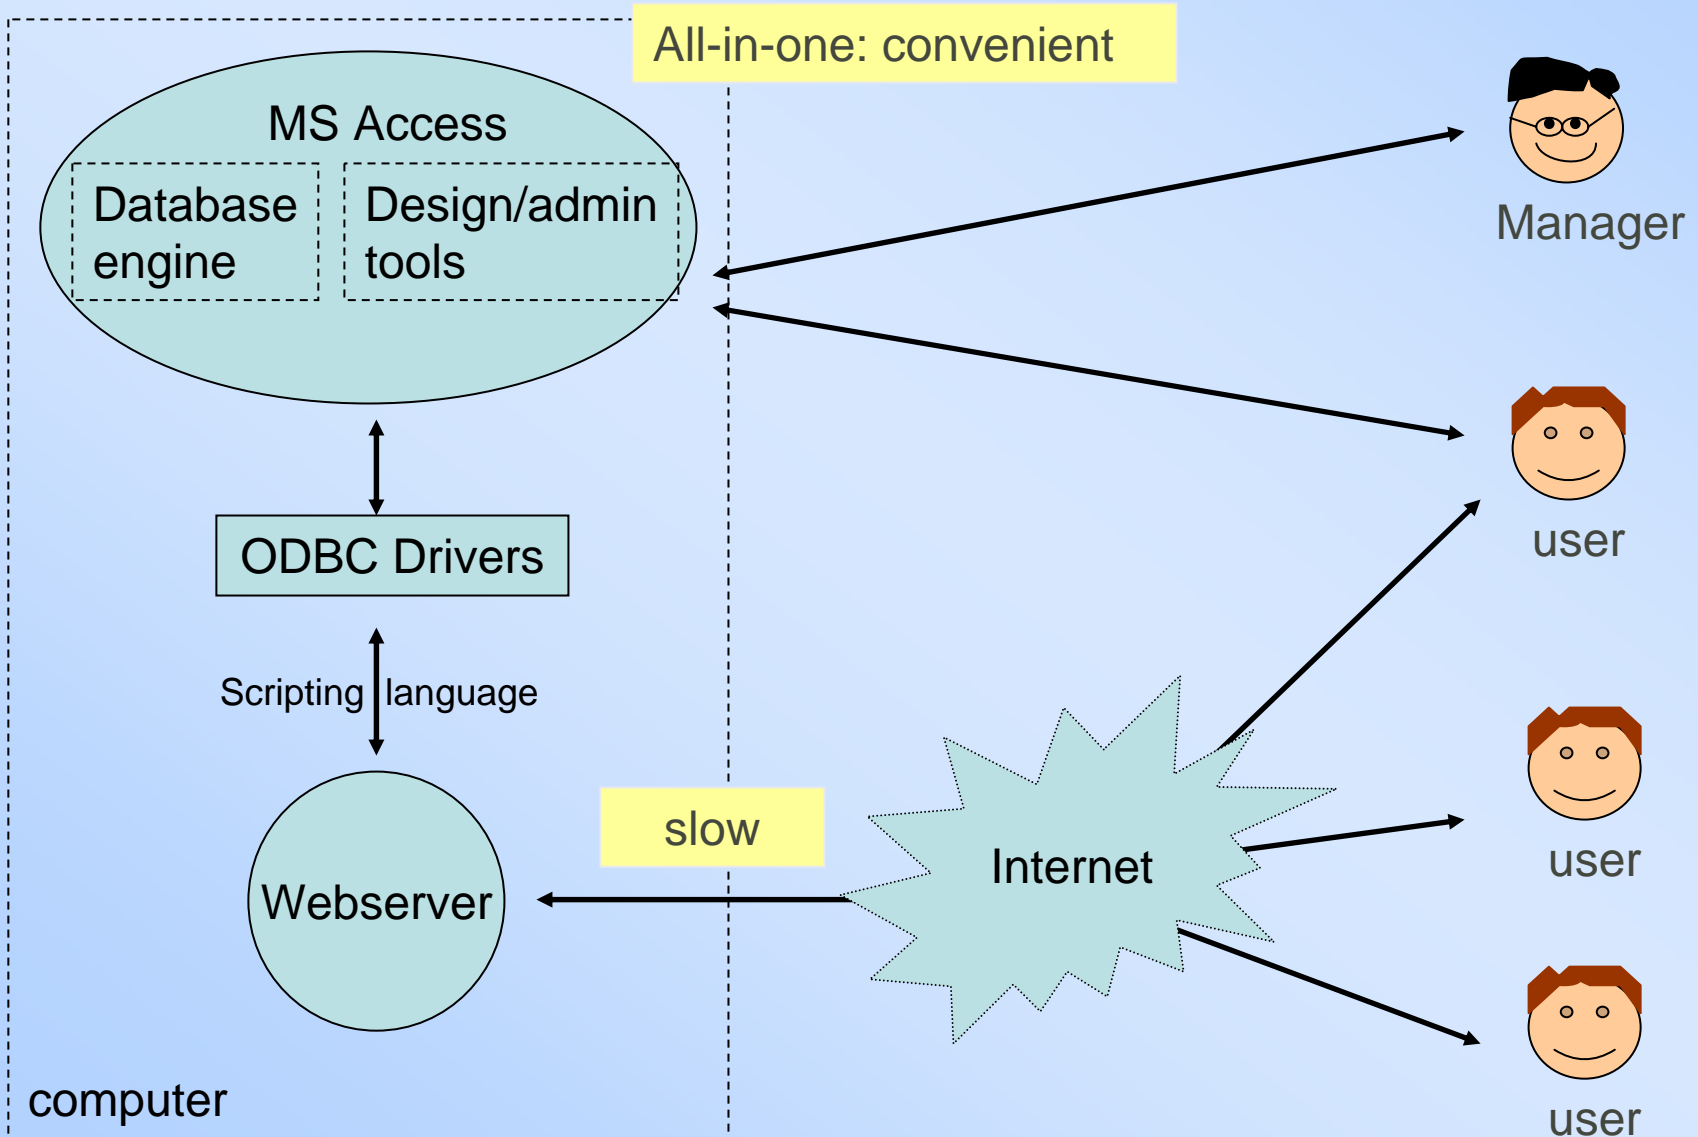 All-in-one: convenient
MS Access
Database
engine
Design/admin
tools
Manager
user
ODBC Drivers
Scripting language
slow
Internet
user
Webserver
computer
user